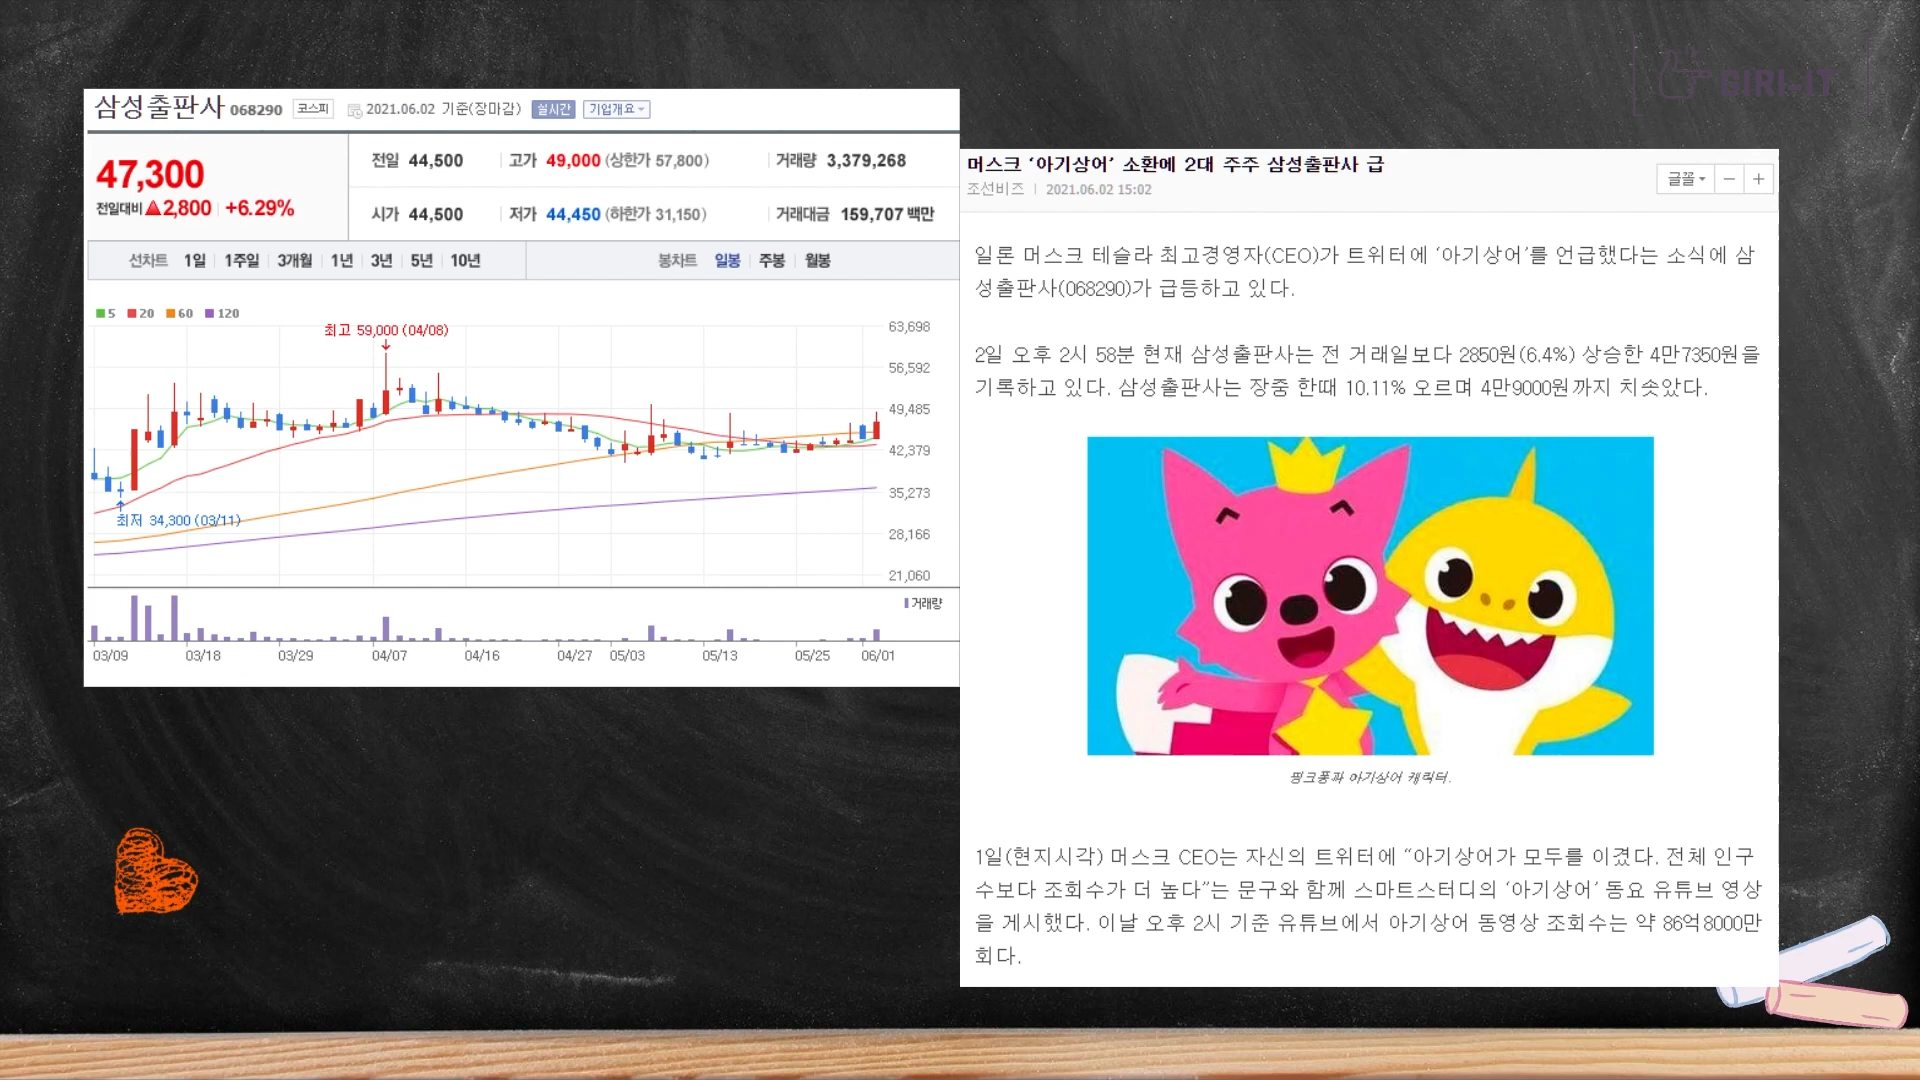 GIRI-IT
삼성출판사 068290 코스피 2021.06.02 기준(장마감) 실시간 기업개요
47,300
전일대비 ▲2,800 +6.29%
전일 44,500 고가 49,000 (상한가 57,800) 거래량 3,379,268
시가 44,500 저가 44,450 (하한가 31,150) 거래대금 159,707 백만
선차트 1일 1주일 3개월 1년 3년 5년 10년 봉차트 일봉 주봉 월봉
5 20 60 120
최고 59,000 (04/08)
최저 34,300 (03/11)
63,698
56,592
49,485
42,379
35,273
28,166
21,060
거래량
03/09 03/18 03/29 04/07 04/16 04/27 05/03 05/13 05/25 06/01
머스크 ‘아기상어’ 소환에 2대 주주 삼성출판사 급
조선비즈 | 2021.06.02 15:02
글꼴 − +
일론 머스크 테슬라 최고경영자(CEO)가 트위터에 ‘아기상어’를 언급했다는 소식에 삼
성출판사(068290)가 급등하고 있다.
2일 오후 2시 58분 현재 삼성출판사는 전 거래일보다 2850원(6.4%) 상승한 4만7350원을
기록하고 있다. 삼성출판사는 장중 한때 10.11% 오르며 4만9000원까지 치솟았다.
핑크퐁과 아기상어 캐릭터.
1일(현지시각) 머스크 CEO는 자신의 트위터에 “아기상어가 모두를 이겼다. 전체 인구
수보다 조회수가 더 높다”는 문구와 함께 스마트스터디의 ‘아기상어’ 동요 유튜브 영상
을 게시했다. 이날 오후 2시 기준 유튜브에서 아기상어 동영상 조회수는 약 86억8000만
회다.